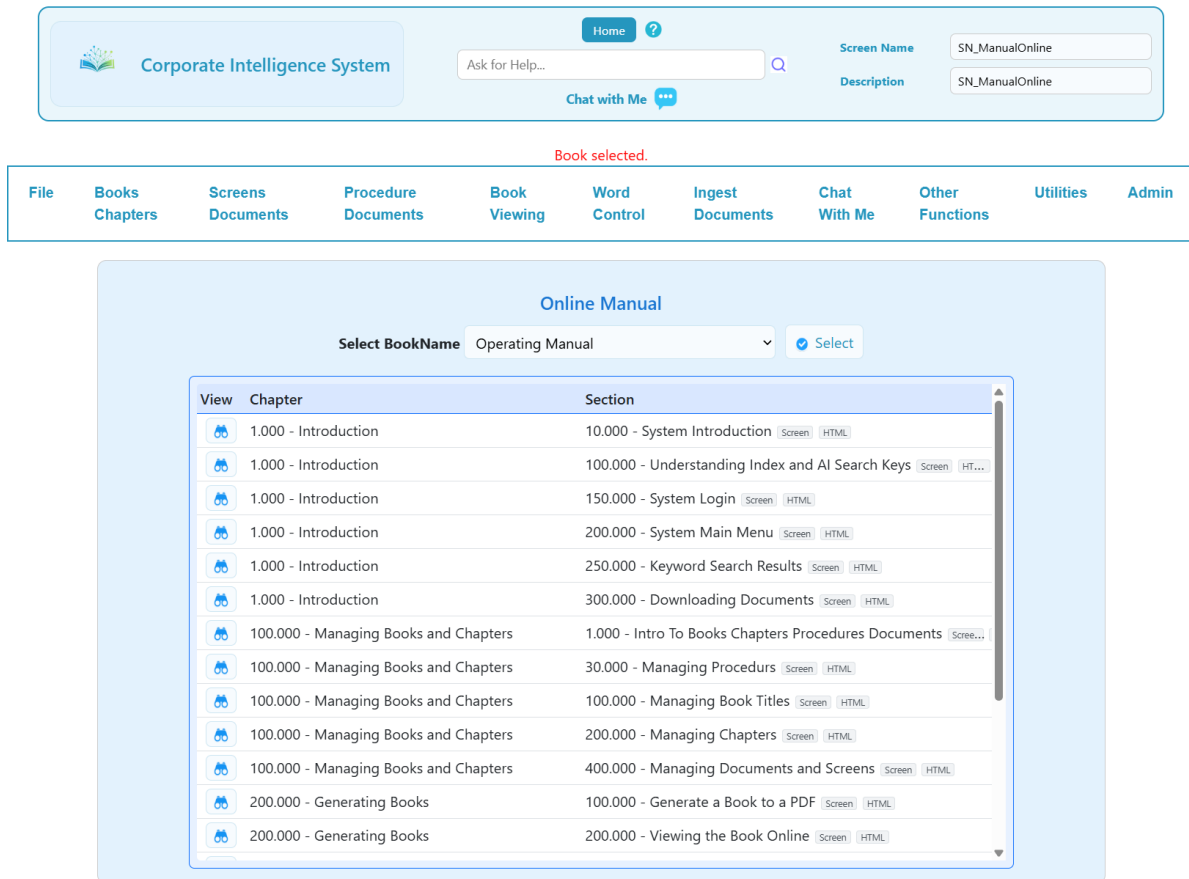 Home ?
Corporate Intelligence System
Ask for Help...
Chat with Me
Screen Name SN_ManualOnline
Description SN_ManualOnline
Book selected.
File Books Chapters Screens Documents Procedure Documents Book Viewing Word Control Ingest Documents Chat With Me Other Functions Utilities Admin
Online Manual
Select BookName Operating Manual Select
View Chapter Section
1.000 - Introduction 10.000 - System Introduction Screen HTML
1.000 - Introduction 100.000 - Understanding Index and AI Search Keys Screen HT...
1.000 - Introduction 150.000 - System Login Screen HTML
1.000 - Introduction 200.000 - System Main Menu Screen HTML
1.000 - Introduction 250.000 - Keyword Search Results Screen HTML
1.000 - Introduction 300.000 - Downloading Documents Screen HTML
100.000 - Managing Books and Chapters 1.000 - Intro To Books Chapters Procedures Documents Scree...
100.000 - Managing Books and Chapters 30.000 - Managing Procedurs Screen HTML
100.000 - Managing Books and Chapters 100.000 - Managing Book Titles Screen HTML
100.000 - Managing Books and Chapters 200.000 - Managing Chapters Screen HTML
100.000 - Managing Books and Chapters 400.000 - Managing Documents and Screens Screen HTML
200.000 - Generating Books 100.000 - Generate a Book to a PDF Screen HTML
200.000 - Generating Books 200.000 - Viewing the Book Online Screen HTML